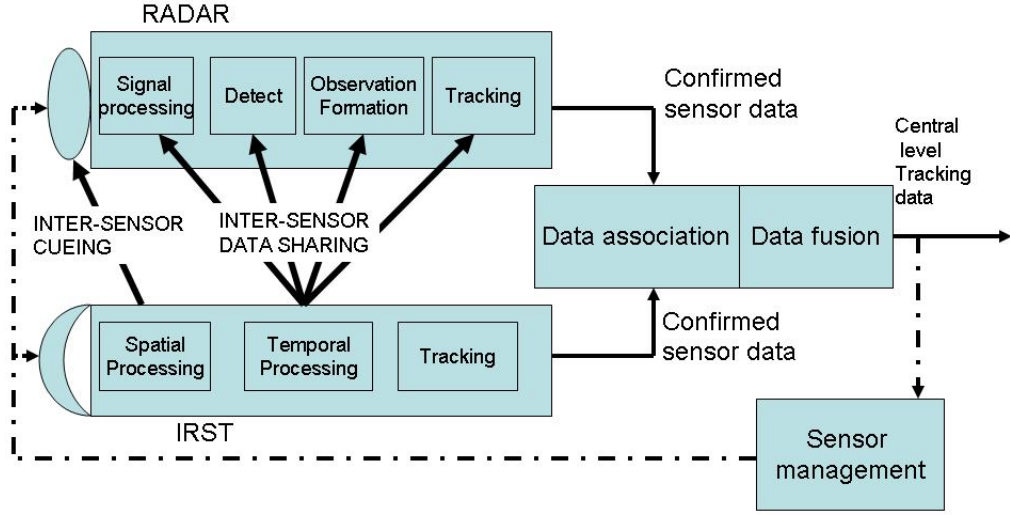 RADAR
Signal
processing
Detect
Observation
Formation
Tracking
Confirmed
sensor data
Central
level
Tracking
data
INTER-SENSOR
CUEING
INTER-SENSOR
DATA SHARING
Data association
Data fusion
Spatial
Processing
Temporal
Processing
Tracking
Confirmed
sensor data
IRST
Sensor
management